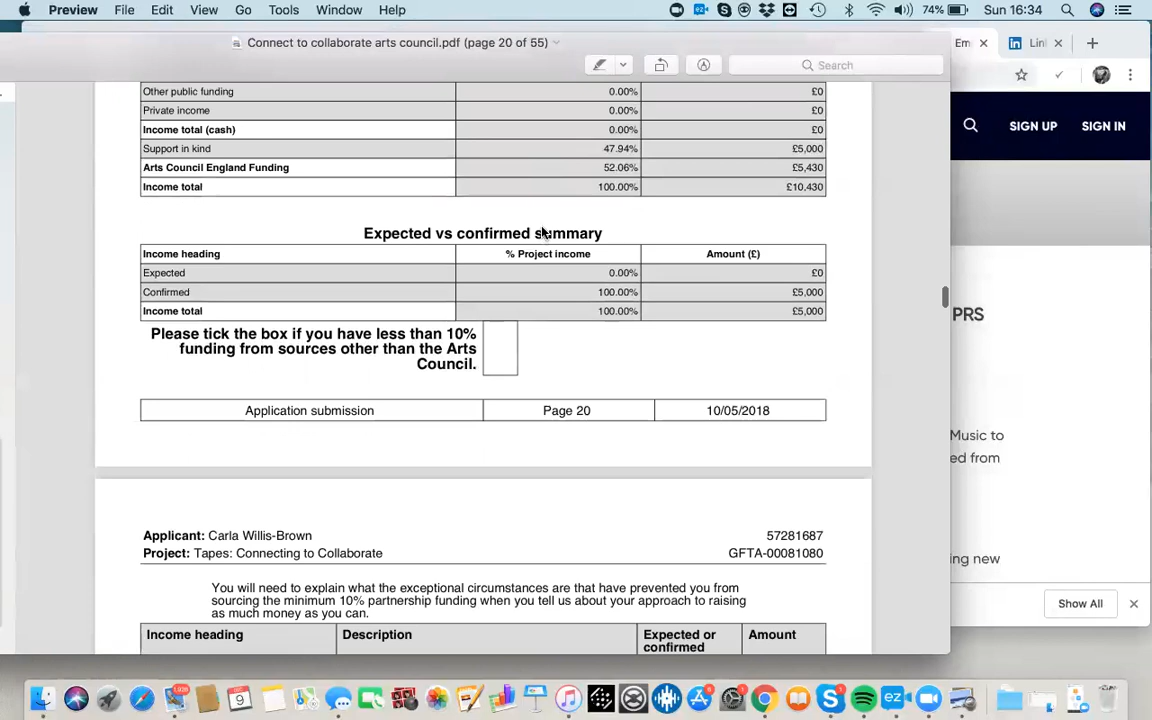 Preview File Edit View Go Tools Window Help 74% Sun 16:34
Connect to collaborate arts council.pdf (page 20 of 55)
Em
Search
SIGN UP SIGN IN
Other public funding 0.00% £0
Private income 0.00% £0
Income total (cash) 0.00% £0
Support in kind 47.94% £5,000
Arts Council England Funding 52.06% £5,430
Income total 100.00% £10,430
Expected vs confirmed summary
Income heading % Project income Amount (£)
Expected 0.00% £0
Confirmed 100.00% £5,000
Income total 100.00% £5,000
PRS
Please tick the box if you have less than 10%
funding from sources other than the Arts
Council.
Application submission Page 20 10/05/2018
Music to
ed from
Applicant: Carla Willis-Brown 57281687
Project: Tapes: Connecting to Collaborate GFTA-00081080
ing new
You will need to explain what the exceptional circumstances are that have prevented you from
sourcing the minimum 10% partnership funding when you tell us about your approach to raising
as much money as you can.
Show All
Income heading Description Expected or
confirmed Amount